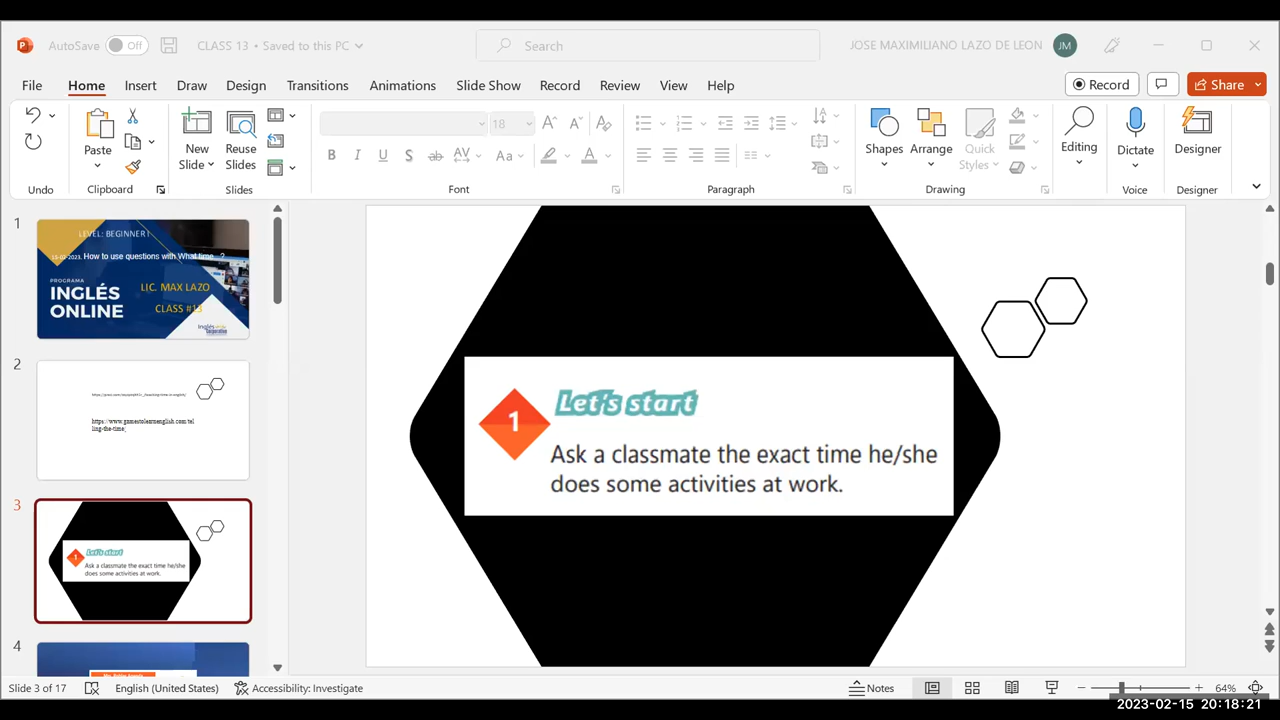 AutoSave Off CLASS 13 • Saved to this PC Search JOSE MAXIMILIANO LAZO DE LEON JM
File Home Insert Draw Design Transitions Animations Slide Show Record Review View Help Record Share
Paste New Slide Reuse Slides 18 Aa Shapes Arrange Quick Styles Editing Dictate Designer
Undo Clipboard Slides Font Paragraph Drawing Voice Designer
1
LEVEL: BEGINNER I
How to use questions with What time...?
PROGRAMA
INGLÉS
ONLINE
LIC. MAX LAZO
CLASS #13
2
https://www.gamestolearnenglish.com/tel
ling-the-time/
3
1
Let's start
Ask a classmate the exact time he/she
does some activities at work.
4
1
Let's start
Ask a classmate the exact time he/she
does some activities at work.
Slide 3 of 17 English (United States) Accessibility: Investigate Notes 64%
2023-02-15 20:18:21